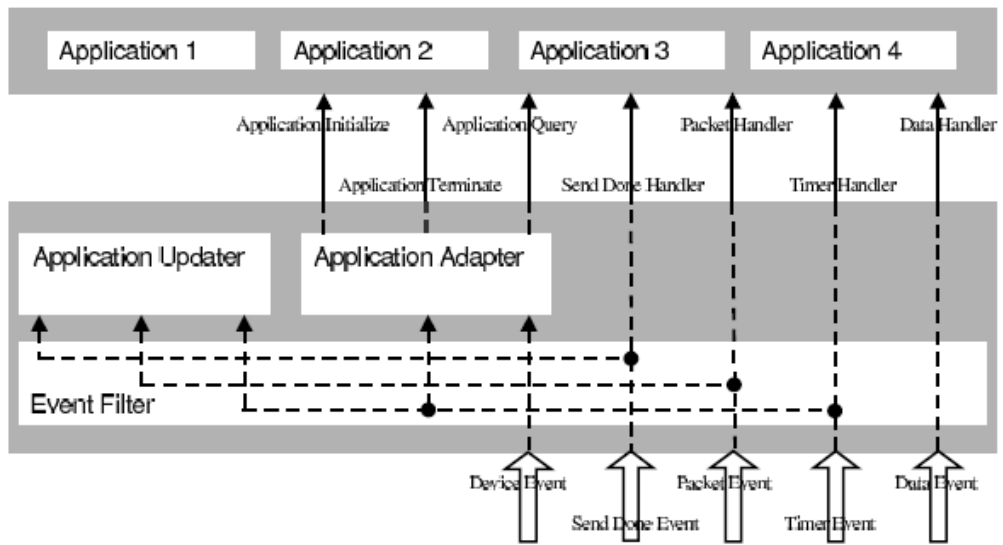 Application 1
Application 2
Application 3
Application 4
Application Initialize
Application Query
Packet Handler
Data Handler
Application Terminate
Send Done Handler
Timer Handler
Application Updater
Application Adapter
Event Filter
Device Event
Packet Event
Data Event
Send Done Event
Timer Event